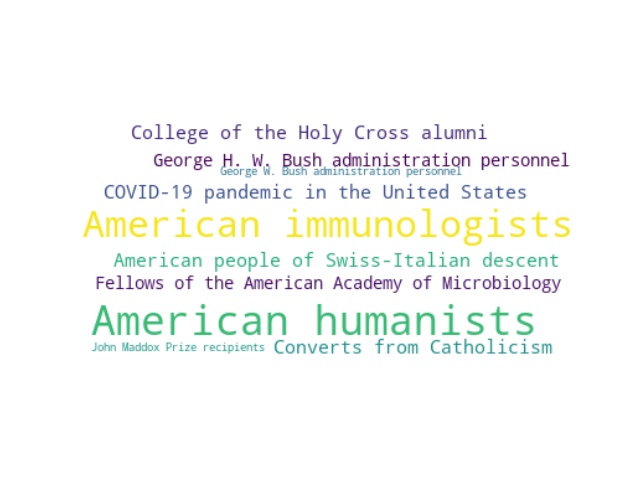 College of the Holy Cross alumni
George H. W. Bush administration personnel
George W. Bush administration personnel
COVID-19 pandemic in the United States
American immunologists
American people of Swiss-Italian descent
Fellows of the American Academy of Microbiology
American humanists
John Maddox Prize recipients Converts from Catholicism